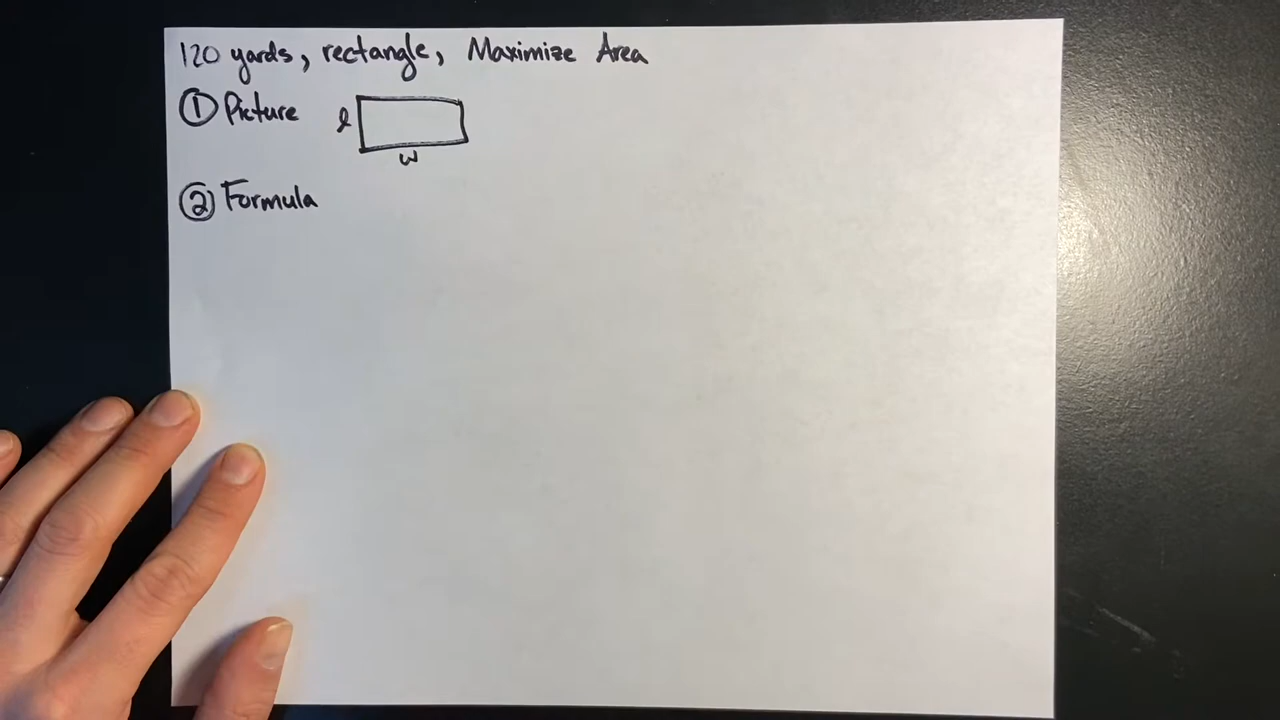 120 yards, rectangle, Maximize Area
① Picture
l
w
② Formula